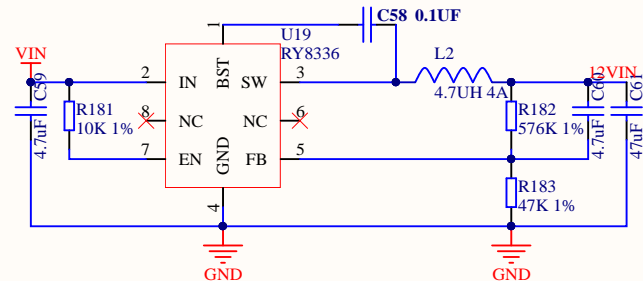 C58 0.1UF
1
U19
RY8336
VIN
L2
2
IN
BST
SW
3
12VIN
C59
4.7uF
R181
10K 1%
8
NC
NC
6
4.7UH 4A
R182
576K 1%
C60
4.7uF
C61
47uF
7
EN
GND
FB
5
R183
47K 1%
4
GND
GND